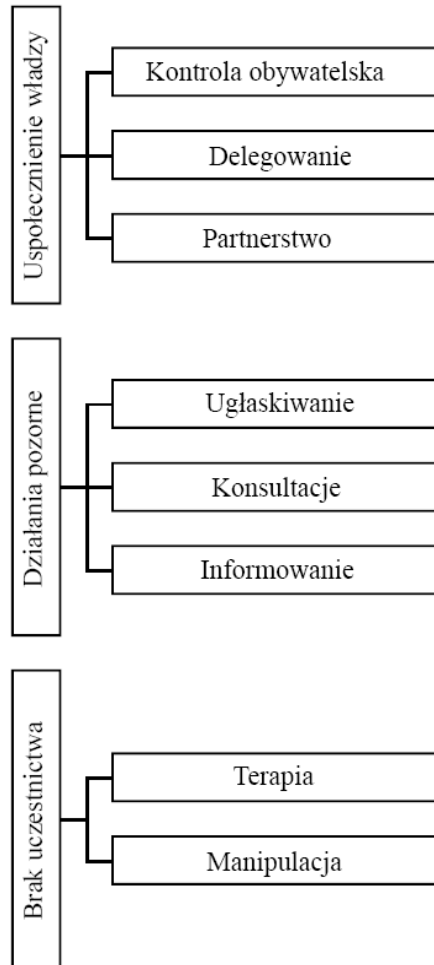 Uspołecznienie władzy
Kontrola obywatelska
Delegowanie
Partnerstwo
Działania pozorne
Ugłaskiwanie
Konsultacje
Informowanie
Brak uczestnictwa
Terapia
Manipulacja